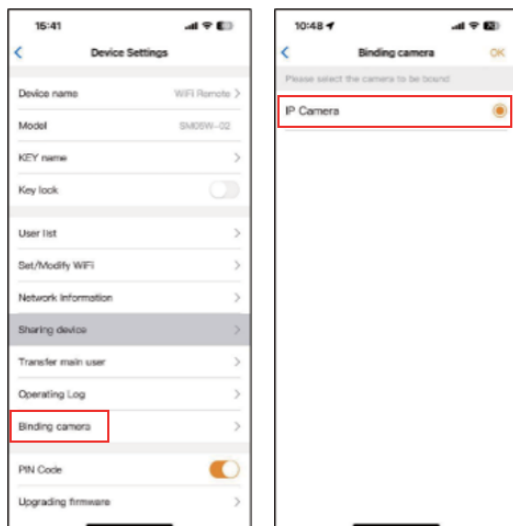 15:41
Device Settings
Device name WiFi Remote
Model SM05W-02
KEY name
Key lock
User list
Set/Modify WiFi
Network Information
Sharing device
Transfer main user
Operating Log
Binding camera
PIN Code
Upgrading firmware
10:48
Binding camera OK
Please select the camera to be bound
IP Camera